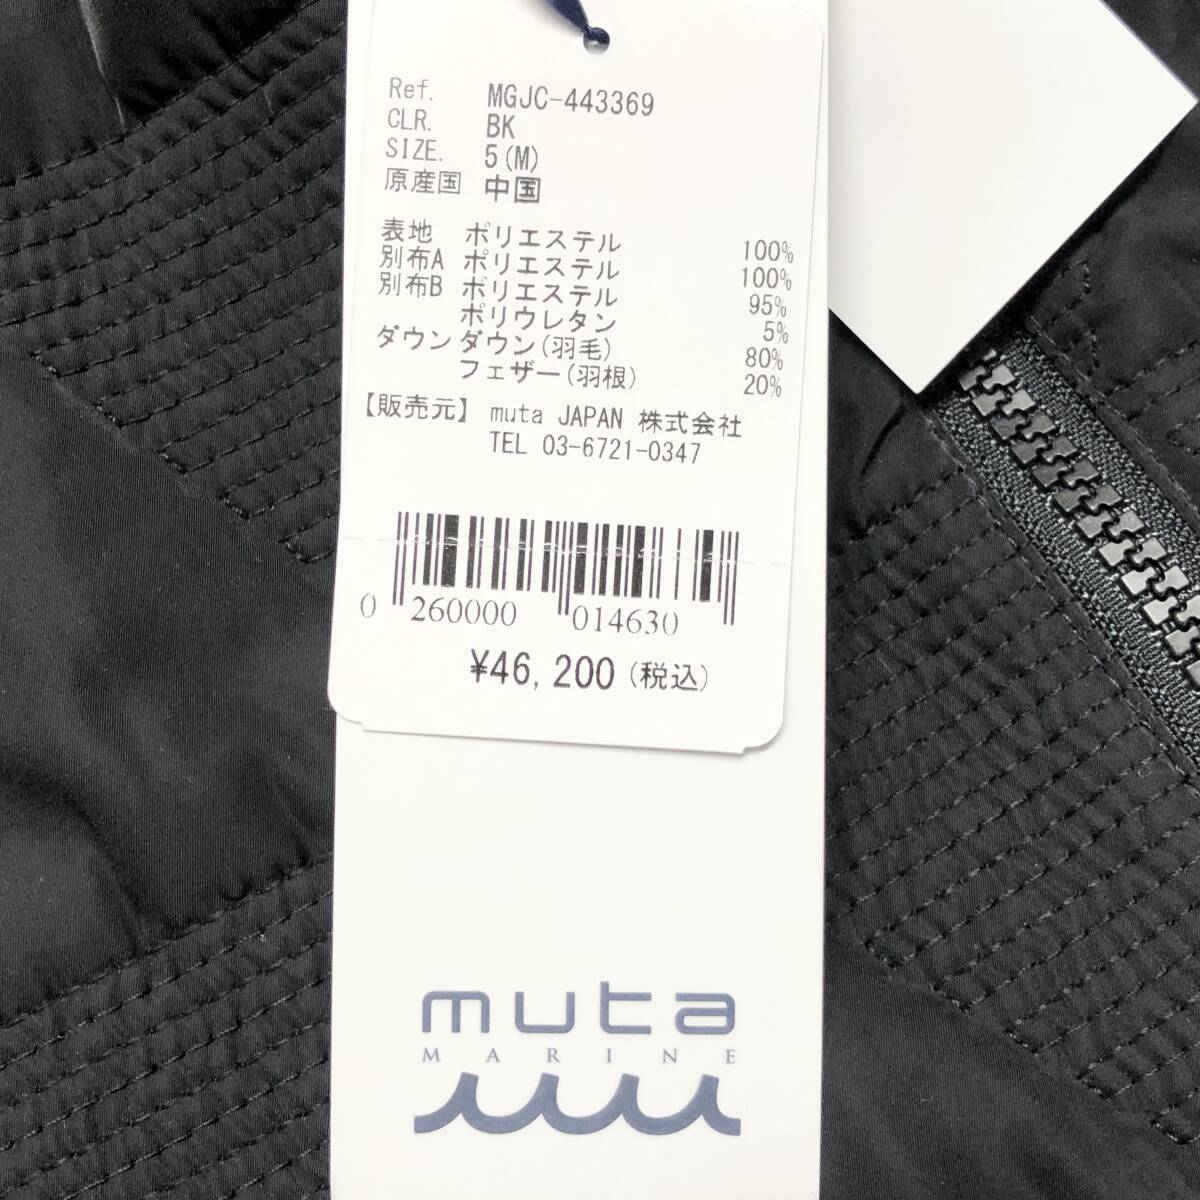 Ref. MGJC-443369
CLR. BK
SIZE. 5(M)
原産国 中国
表地 ポリエステル 100%
別布A ポリエステル 100%
別布B ポリエステル 95%
ポリウレタン 5%
ダウン ダウン(羽毛) 80%
フェザー(羽根) 20%
【販売元】 muta JAPAN 株式会社
TEL 03-6721-0347
0 260000 014630
¥46,200(税込)
muta
MARINE